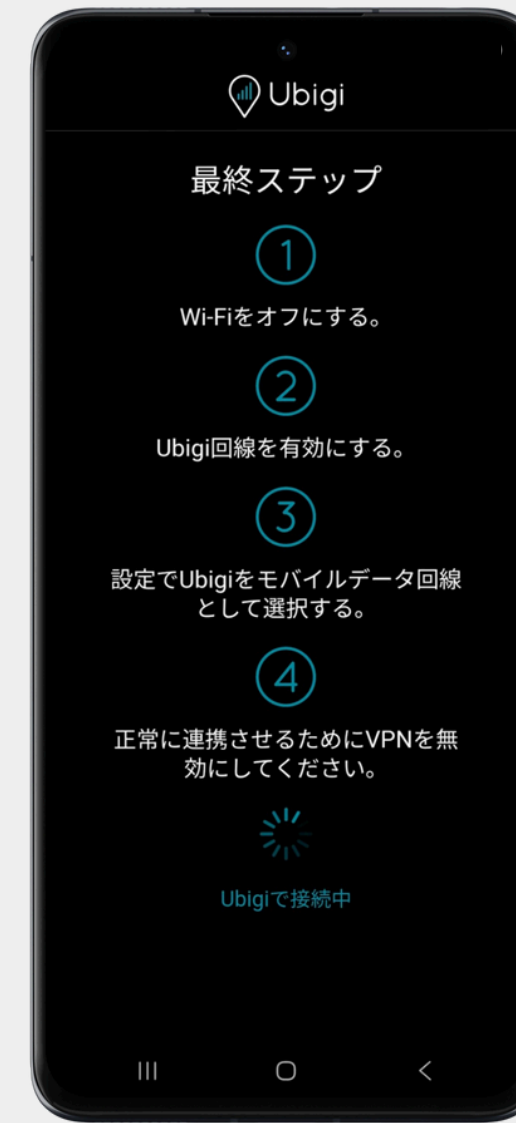 Ubigi
最終ステップ
1
Wi-Fiをオフにする。
2
Ubigi回線を有効にする。
3
設定でUbigiをモバイルデータ回線
として選択する。
4
正常に連携させるためにVPNを無
効にしてください。
Ubigiで接続中